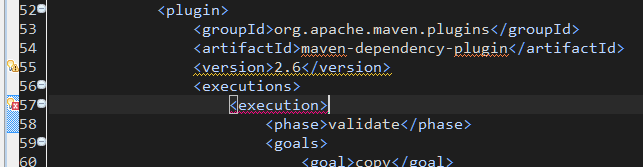 52 <plugin>
53 <groupId>org.apache.maven.plugins</groupId>
54 <artifactId>maven-dependency-plugin</artifactId>
55 <version>2.6</version>
56 <executions>
57 <execution>
58 <phase>validate</phase>
59 <goals>
60 <goal>copy</goal>